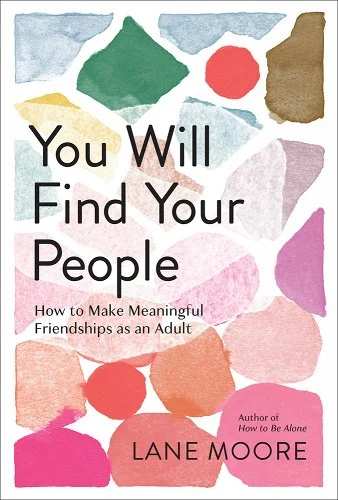 You Will
Find Your
People
How to Make Meaningful
Friendships as an Adult
Author of
How to Be Alone
LANE MOORE